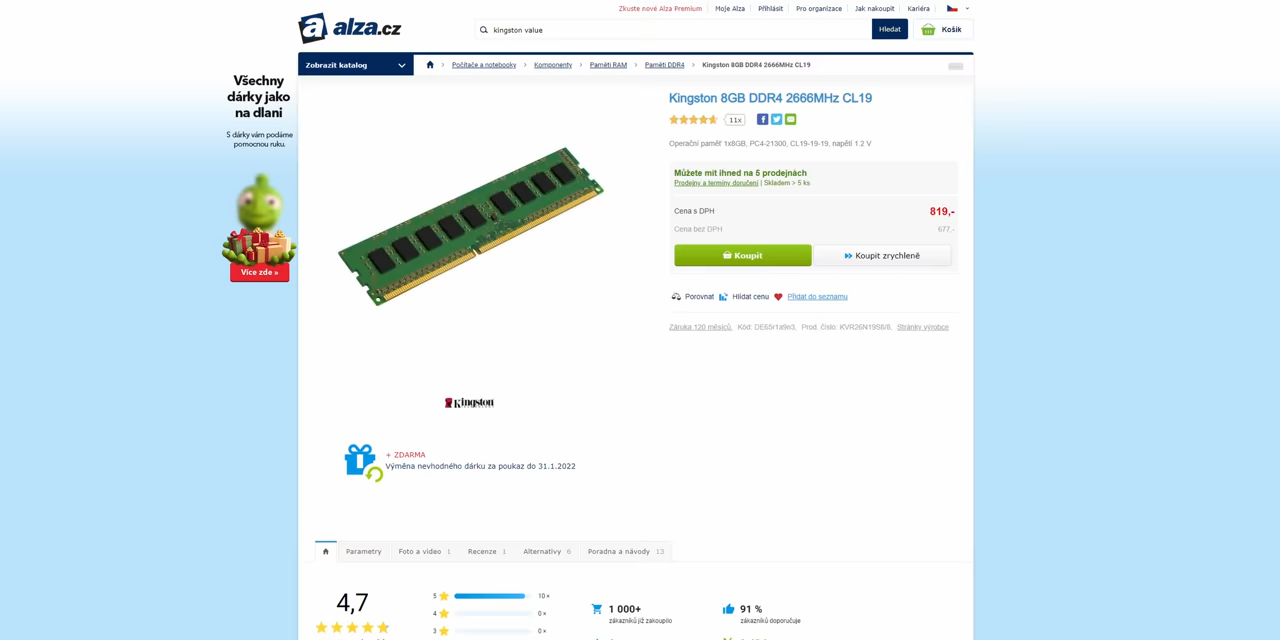 Zkuste nové Alza Premium
Moje Alza
Přihlásit
Pro organizace
Jak nakoupit
Kariéra
alza.cz
kingston value
Hledat
Košík
Zobrazit katalog
Počítače a notebooky
Komponenty
Paměti RAM
Paměti DDR4
Kingston 8GB DDR4 2666MHz CL19
Všechny
dárky jako
na dlani
S dárky vám podáme
pomocnou ruku.
Více zde »
Kingston 8GB DDR4 2666MHz CL19
11x
Operační paměť 1x8GB, PC4-21300, CL19-19-19, napětí 1.2 V
Můžete mít ihned na 5 prodejnách
Prodejny a termíny doručení | Skladem > 5 ks
Cena s DPH 819,-
Cena bez DPH 677,-
Koupit
Koupit zrychleně
Porovnat
Hlídat cenu
Přidat do seznamu
Záruka 120 měsíců, Kód: DE65r1a9n3, Prod. číslo: KVR26N19S8/8, Stránky výrobce
Kingston
+ ZDARMA
Výměna nevhodného dárku za poukaz do 31.1.2022
Parametry
Foto a video 1
Recenze 1
Alternativy 6
Poradna a návody 13
4,7
5 10×
4 0×
3 0×
1 000+
zákazníků již zakoupilo
91 %
zákazníků doporučuje